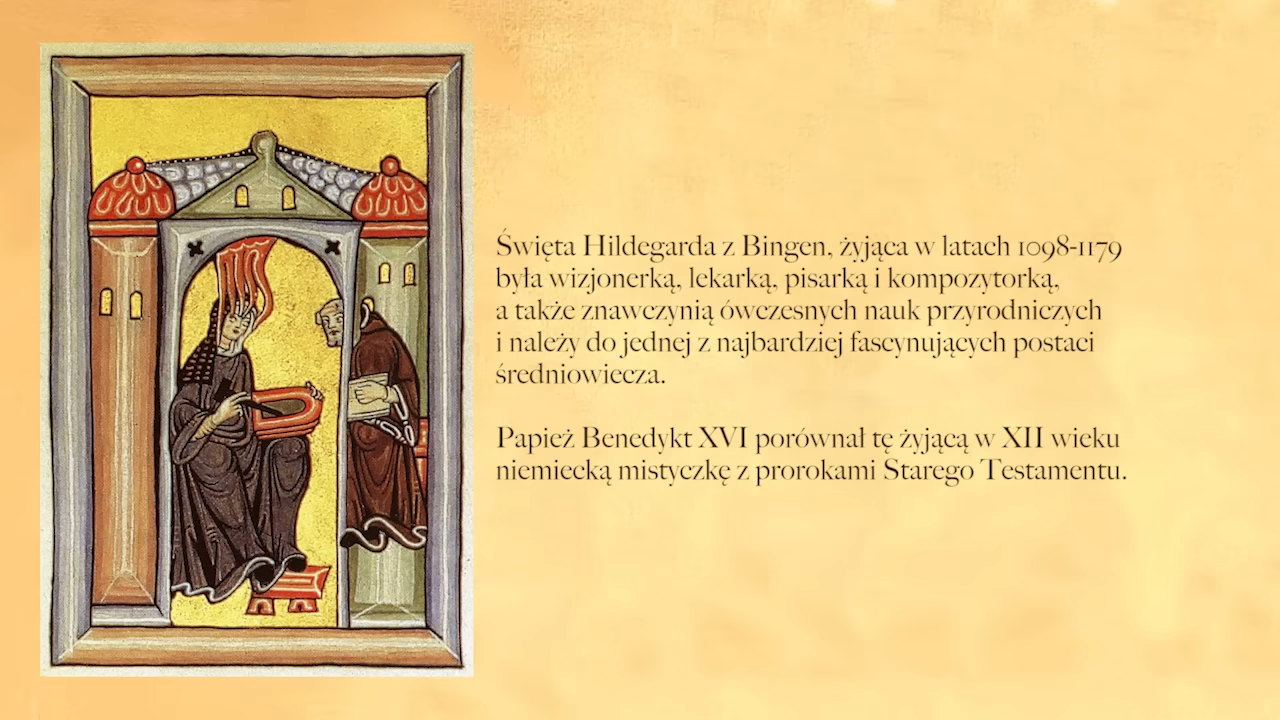 Święta Hildegarda z Bingen, żyjąca w latach 1098-1179
była wizjonerką, lekarką, pisarką i kompozytorką,
a także znawczynią ówczesnych nauk przyrodniczych
i należy do jednej z najbardziej fascynujących postaci
średniowiecza.
Papież Benedykt XVI porównał tę żyjącą w XII wieku
niemiecką mistyczkę z prorokami Starego Testamentu.